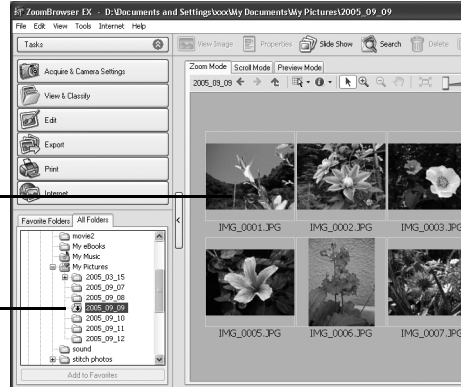 ZoomBrowser EX - D:\Documents and Settings\xxx\My Documents\My Pictures\2005_09_09
File Edit View Tools Internet Help
Tasks
View Image Properties Slide Show Search Delete
Acquire & Camera Settings
View & Classify
Edit
Export
Print
Internet
Zoom Mode Scroll Mode Preview Mode
2005_09_09
IMG_0001.JPG IMG_0002.JPG IMG_0003.JPG
IMG_0005.JPG IMG_0006.JPG IMG_0007.JPG
Favorite Folders All Folders
movie2
My eBooks
My Music
My Pictures
2005_03_15
2005_09_07
2005_09_08
2005_09_09
2005_09_10
2005_09_11
2005_09_12
sound
stitch photos
Add to Favorites